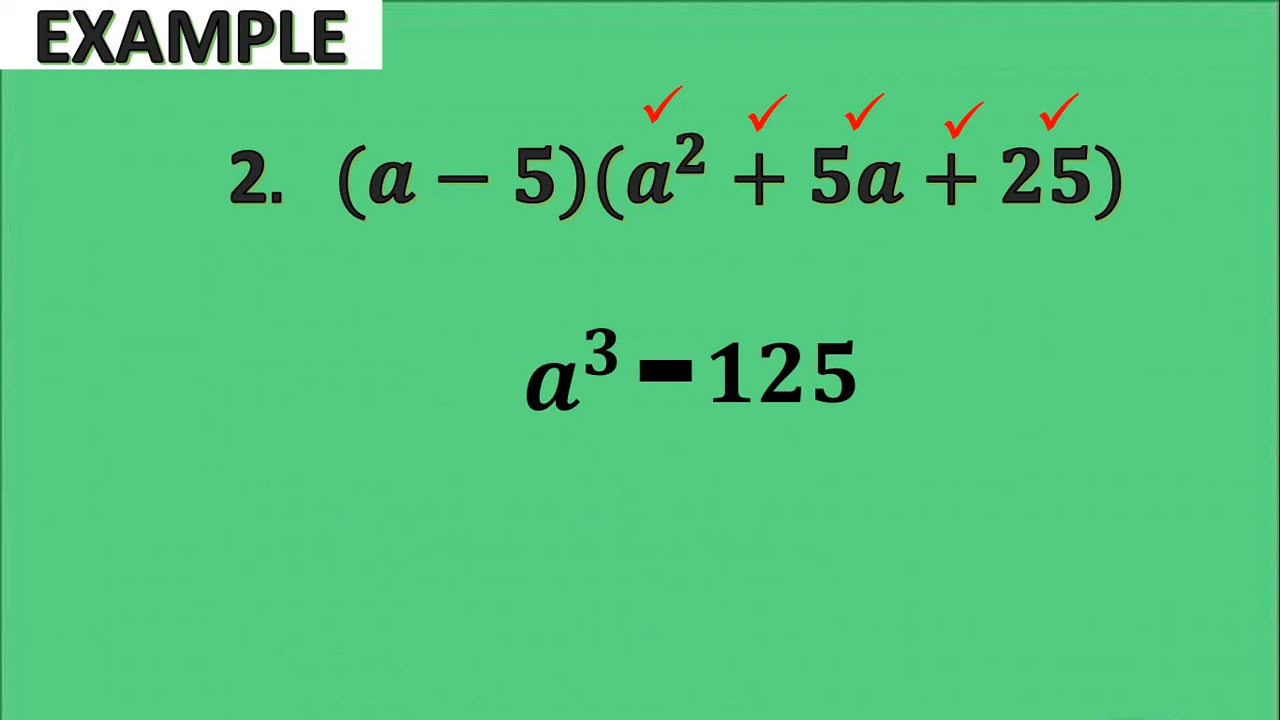 EXAMPLE
2. (a − 5)(a² + 5a + 25)
a³ - 125